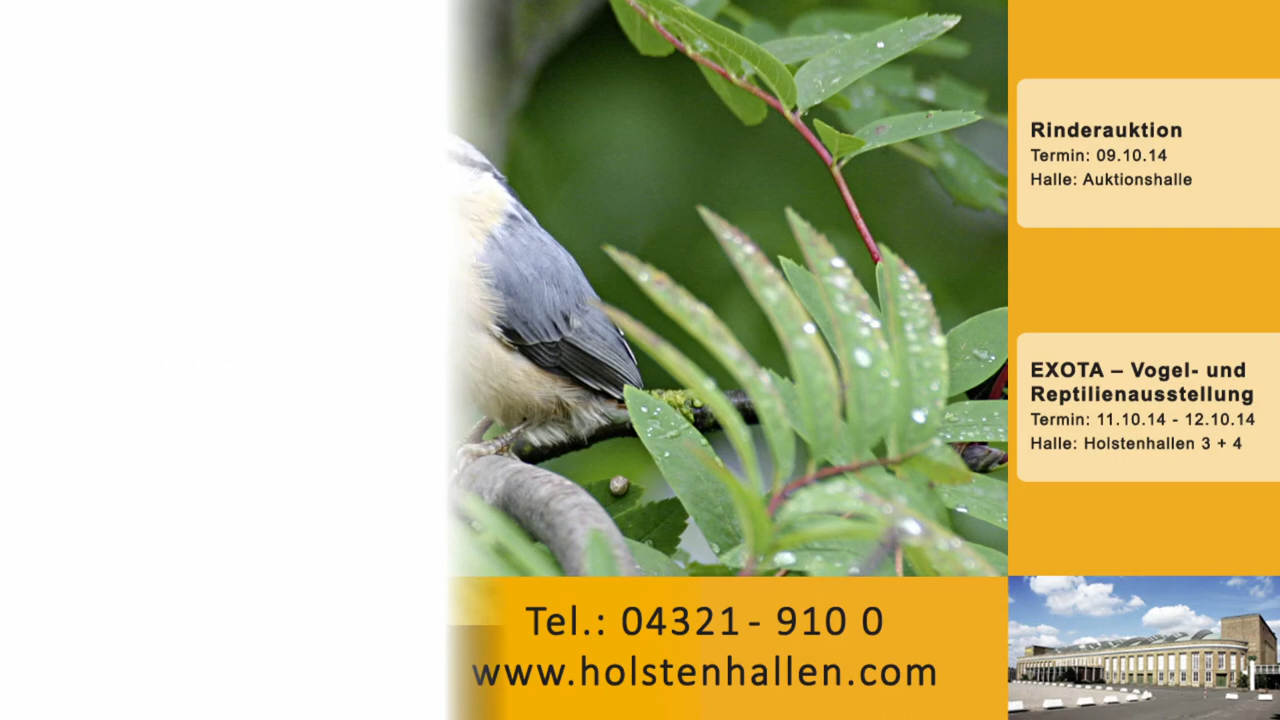 Rinderauktion
Termin: 09.10.14
Halle: Auktionshalle
EXOTA – Vogel- und
Reptilienausstellung
Termin: 11.10.14 - 12.10.14
Halle: Holstenhallen 3 + 4
Tel.: 04321 - 910 0
www.holstenhallen.com